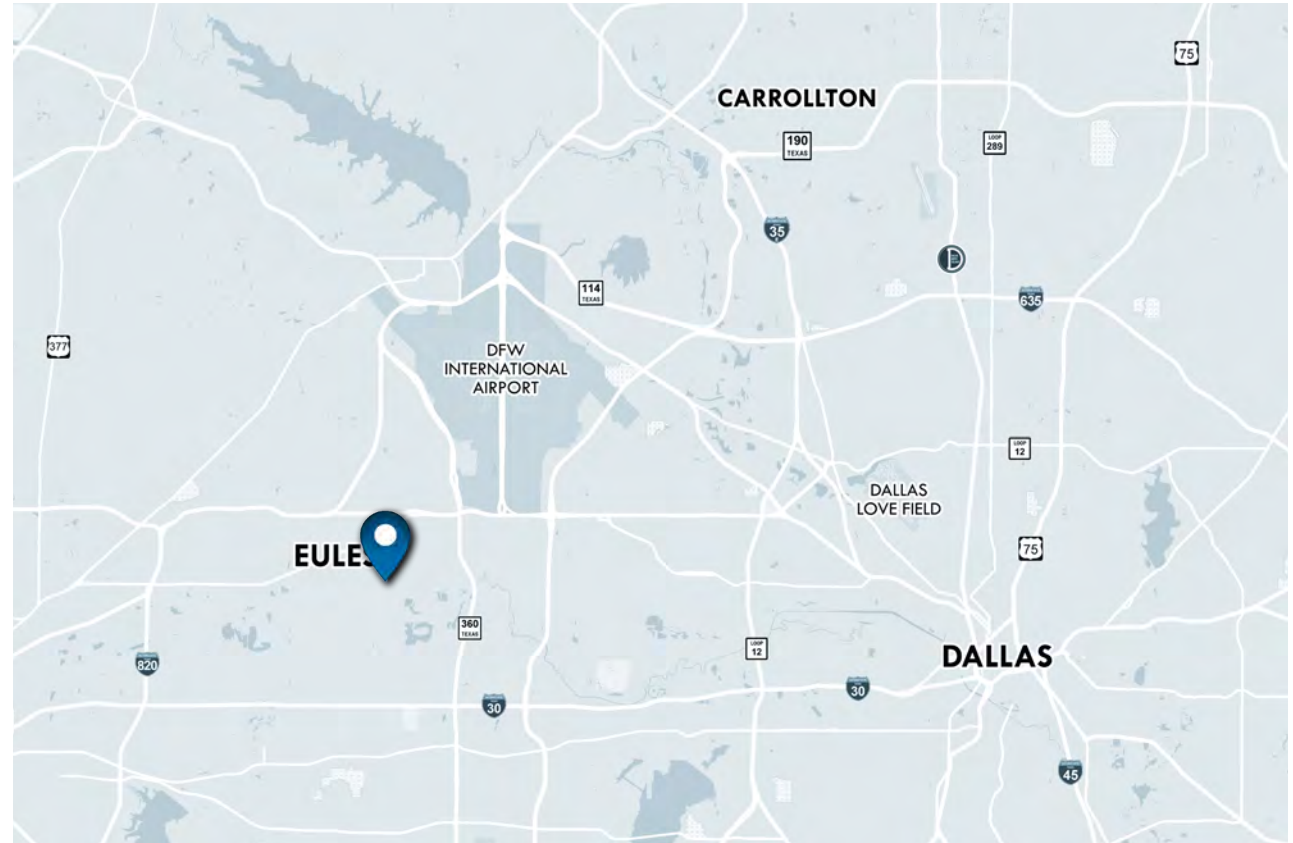 75
CARROLLTON
190
TEXAS
LOOP
289
35
D
114
TEXAS
635
377
DFW
INTERNATIONAL
AIRPORT
LOOP
12
DALLAS
LOVE FIELD
75
EULES
360
TEXAS
LOOP
12
DALLAS
820
30
30
45